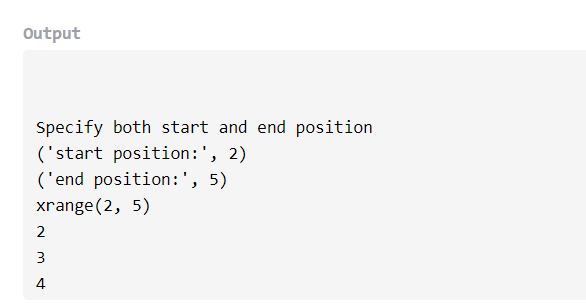 Output
Specify both start and end position
('start position:', 2)
('end position:', 5)
xrange(2, 5)
2
3
4